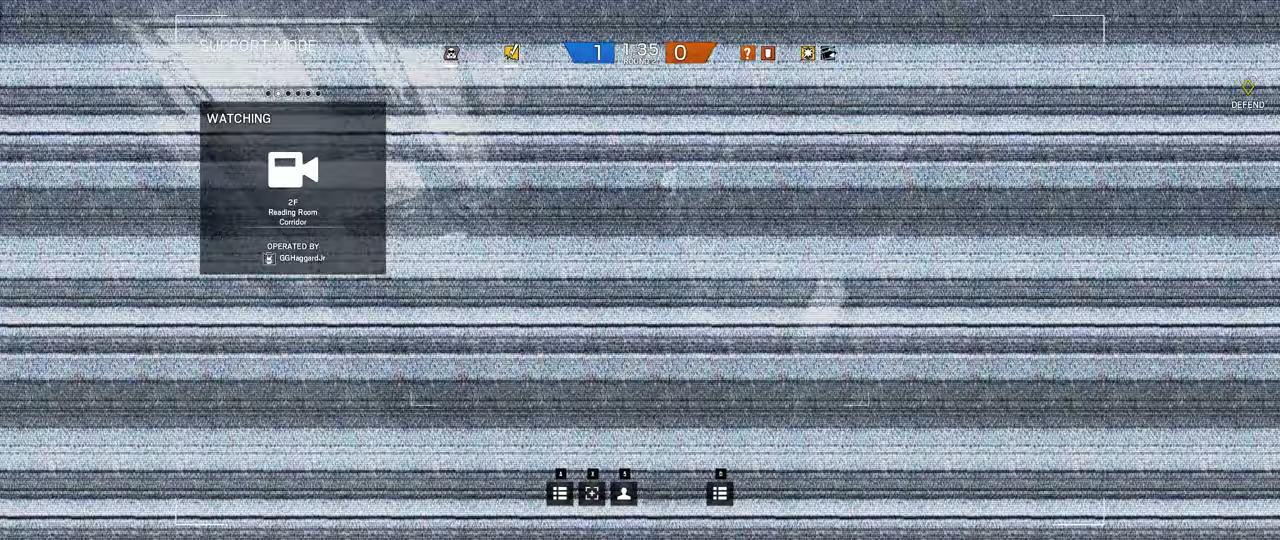 SUPPORT MODE
1 1:35 0
DEFEND
WATCHING
2F
Reading Room
Corridor
OPERATED BY
GGHaggardJr